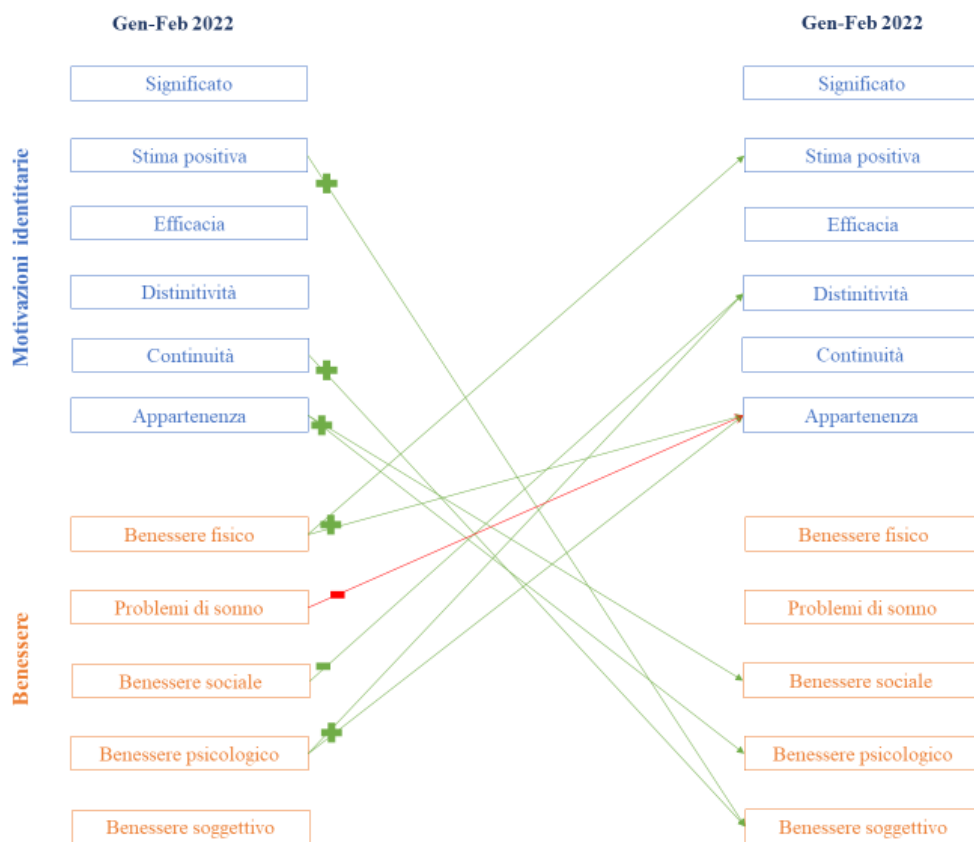 Gen-Feb 2022
Gen-Feb 2022
Motivazioni identitarie
Significato
Significato
Stima positiva
Stima positiva
Efficacia
Efficacia
Distinitività
Distinitività
Continuità
Continuità
Appartenenza
Appartenenza
Benessere
Benessere fisico
Benessere fisico
Problemi di sonno
Problemi di sonno
Benessere sociale
Benessere sociale
Benessere psicologico
Benessere psicologico
Benessere soggettivo
Benessere soggettivo